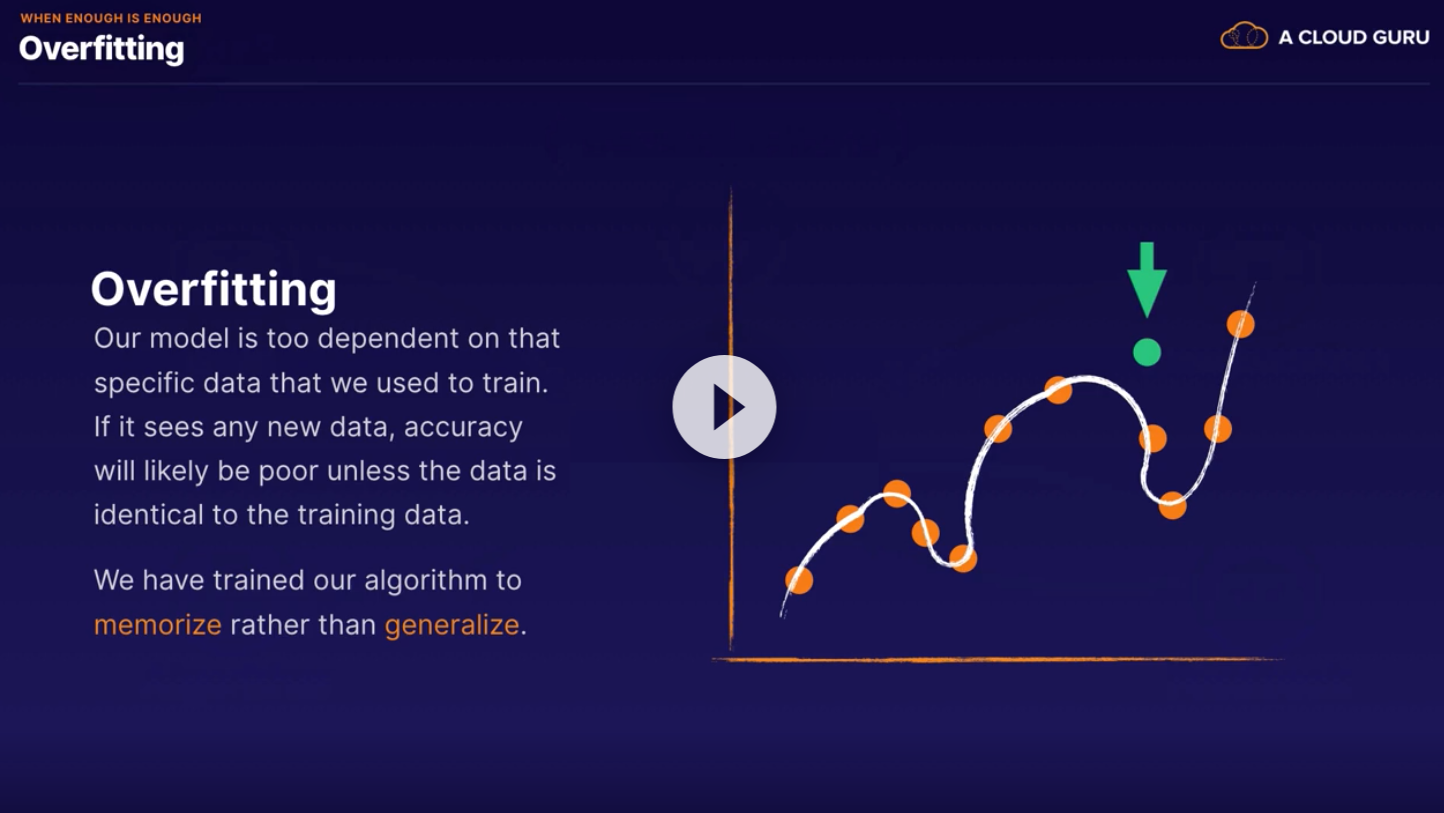 WHEN ENOUGH IS ENOUGH
Overfitting
A CLOUD GURU
Overfitting
Our model is too dependent on that
specific data that we used to train.
If it sees any new data, accuracy
will likely be poor unless the data is
identical to the training data.
We have trained our algorithm to
memorize rather than generalize.